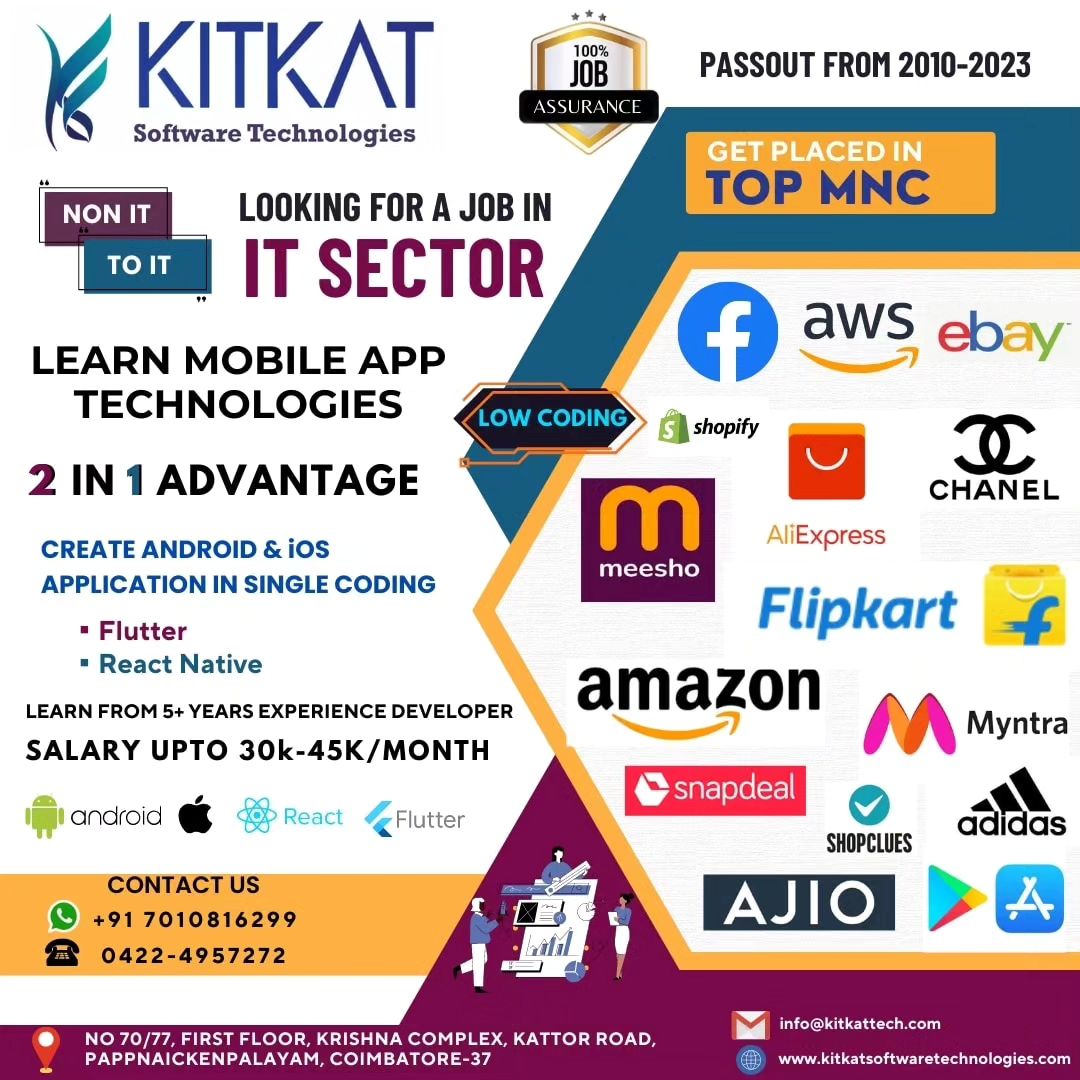 KITKAT
Software Technologies
100%
JOB
ASSURANCE
PASSOUT FROM 2010-2023
GET PLACED IN
TOP MNC
NON IT
TO IT
LOOKING FOR A JOB IN
IT SECTOR
LEARN MOBILE APP
TECHNOLOGIES
LOW CODING
2 IN 1 ADVANTAGE
CREATE ANDROID & iOS
APPLICATION IN SINGLE CODING
▪ Flutter
▪ React Native
LEARN FROM 5+ YEARS EXPERIENCE DEVELOPER
SALARY UPTO 30k-45K/MONTH
android
React
Flutter
aws
ebay
shopify
CHANEL
meesho
AliExpress
Flipkart
amazon
Myntra
snapdeal
SHOPCLUES
adidas
AJIO
CONTACT US
+91 7010816299
0422-4957272
NO 70/77, FIRST FLOOR, KRISHNA COMPLEX, KATTOR ROAD,
PAPPNAICKENPALAYAM, COIMBATORE-37
info@kitkattech.com
www.kitkatsoftwaretechnologies.com